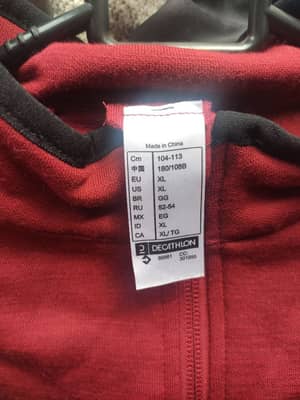 Made in China
Cm 104-113
中国 180/108B
EU XL
US XL
BR GG
RU 52-54
MX EG
ID XL
CA XL/TG
DECATHLON
CC: